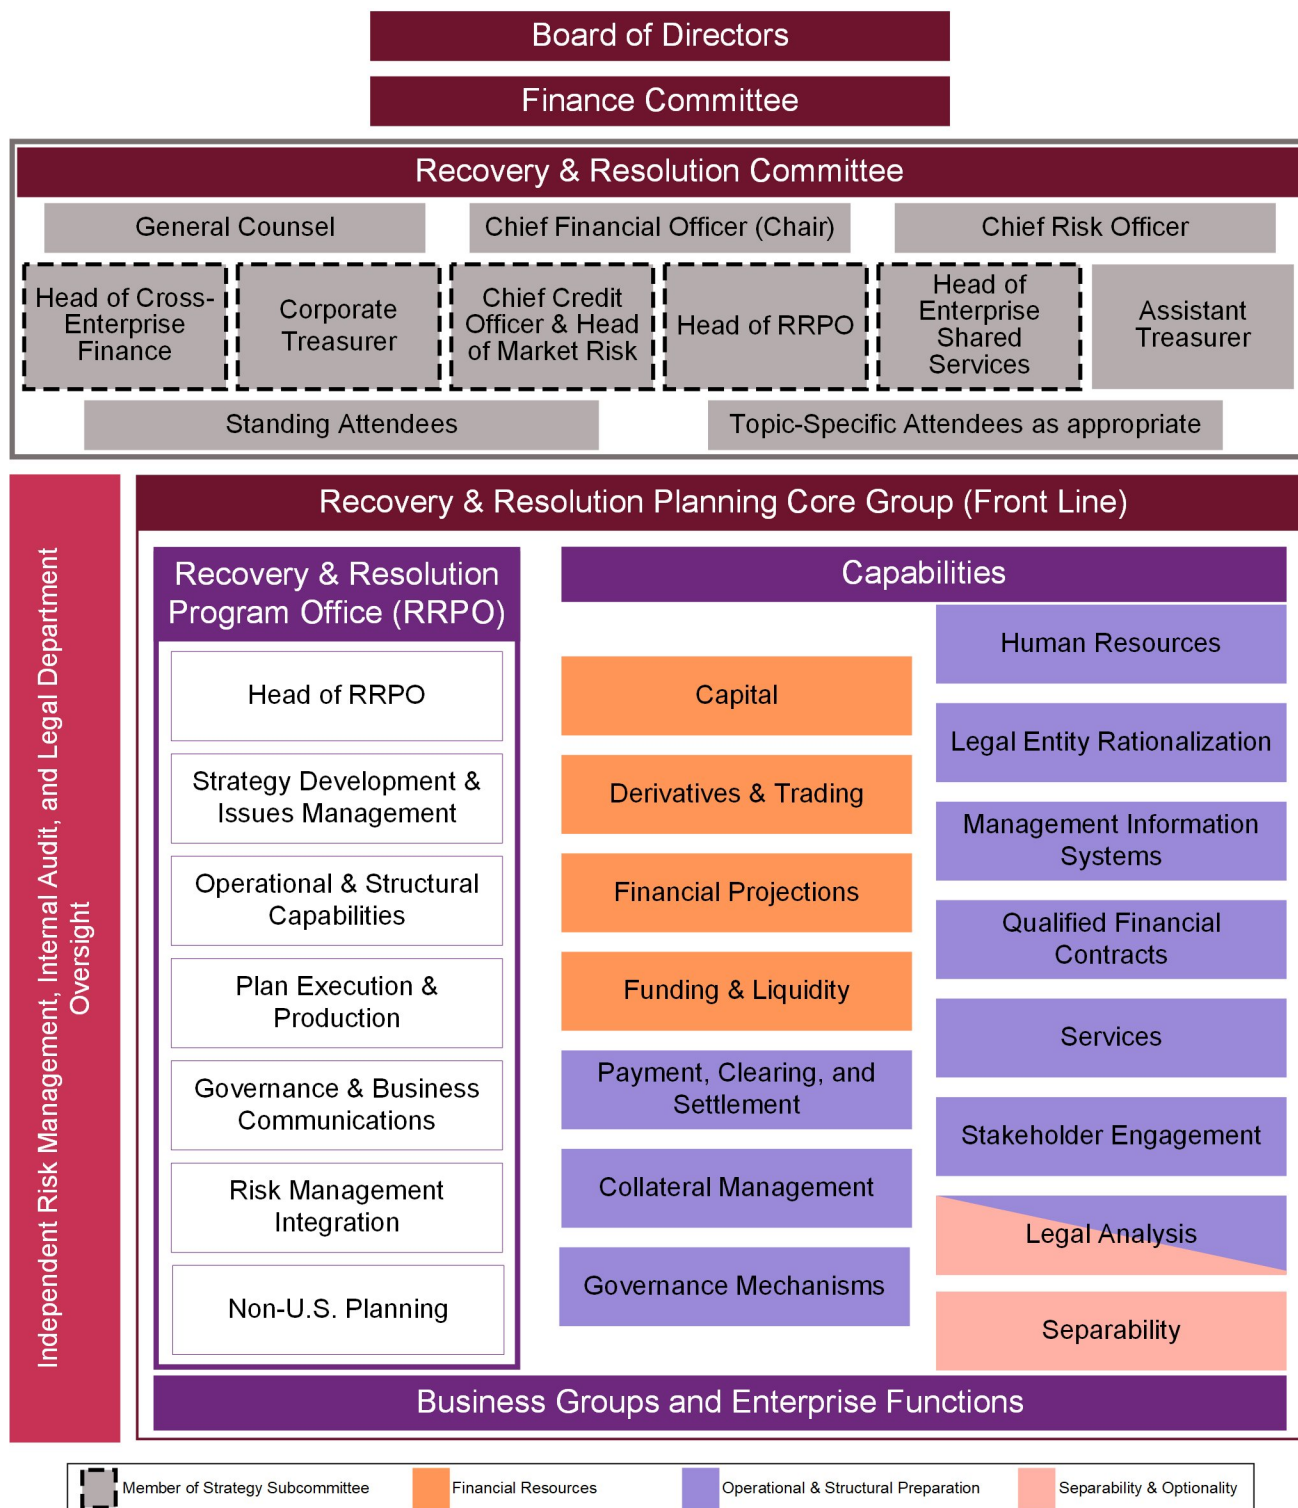 Board of Directors
Finance Committee
Recovery & Resolution Committee
General Counsel
Chief Financial Officer (Chair)
Chief Risk Officer
Head of Cross-
Enterprise
Finance
Corporate
Treasurer
Chief Credit
Officer & Head
of Market Risk
Head of RRPO
Head of
Enterprise
Shared
Services
Assistant
Treasurer
Standing Attendees
Topic-Specific Attendees as appropriate
Independent Risk Management, Internal Audit, and Legal Department
Oversight
Recovery & Resolution Planning Core Group (Front Line)
Recovery & Resolution
Program Office (RRPO)
Head of RRPO
Strategy Development &
Issues Management
Operational & Structural
Capabilities
Plan Execution &
Production
Governance & Business
Communications
Risk Management
Integration
Non-U.S. Planning
Capabilities
Capital
Derivatives & Trading
Financial Projections
Funding & Liquidity
Payment, Clearing, and
Settlement
Collateral Management
Governance Mechanisms
Human Resources
Legal Entity Rationalization
Management Information
Systems
Qualified Financial
Contracts
Services
Stakeholder Engagement
Legal Analysis
Separability
Business Groups and Enterprise Functions
Member of Strategy Subcommittee
Financial Resources
Operational & Structural Preparation
Separability & Optionality